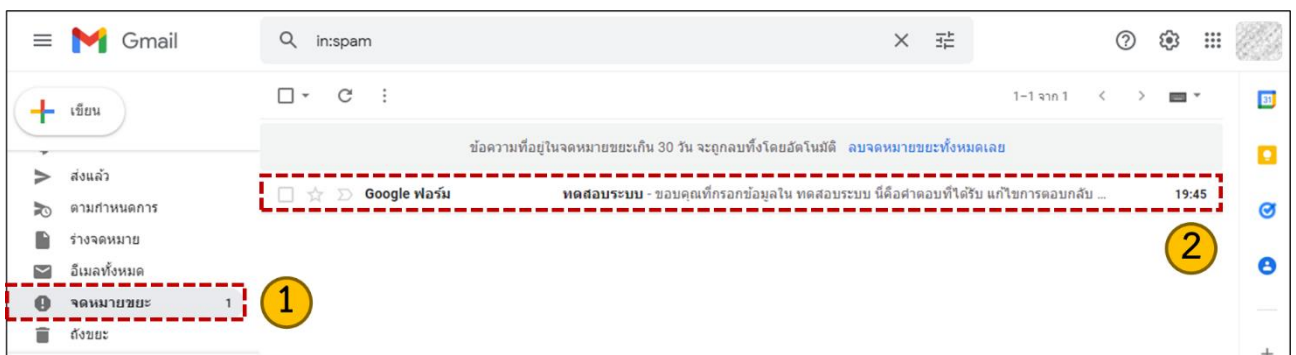 Gmail
in:spam
เขียน
1–1 จาก 1
31
ข้อความที่อยู่ในจดหมายขยะเกิน 30 วัน จะถูกลบทิ้งโดยอัตโนมัติ ลบจดหมายขยะทั้งหมดเลย
ส่งแล้ว
Google ฟอร์ม ทดสอบระบบ - ขอบคุณที่กรอกข้อมูลใน ทดสอบระบบ นี่คือคำตอบที่ได้รับ แก้ไขการตอบกลับ ... 19:45
ตามกำหนดการ
ร่างจดหมาย
2
อีเมลทั้งหมด
จดหมายขยะ 1
1
ถังขยะ